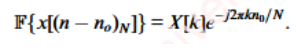 𝔽{x[(n − n₀)_N]} = X[k]e^{−j2πkn₀/N}